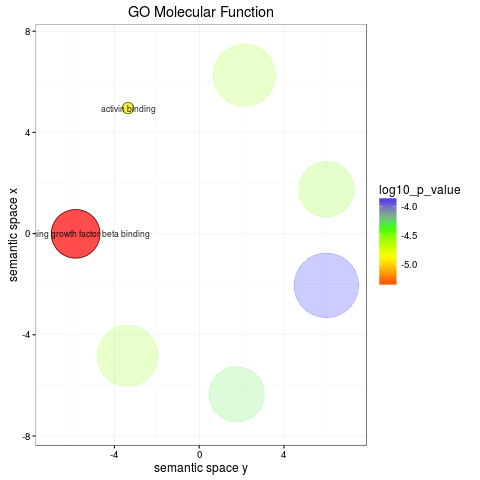 GO Molecular Function
8
activin binding
4
log10_p_value
-4.0
-4.5
-5.0
ing growth factor beta binding
0
-4
-8
-4
0
4
semantic space x
semantic space y